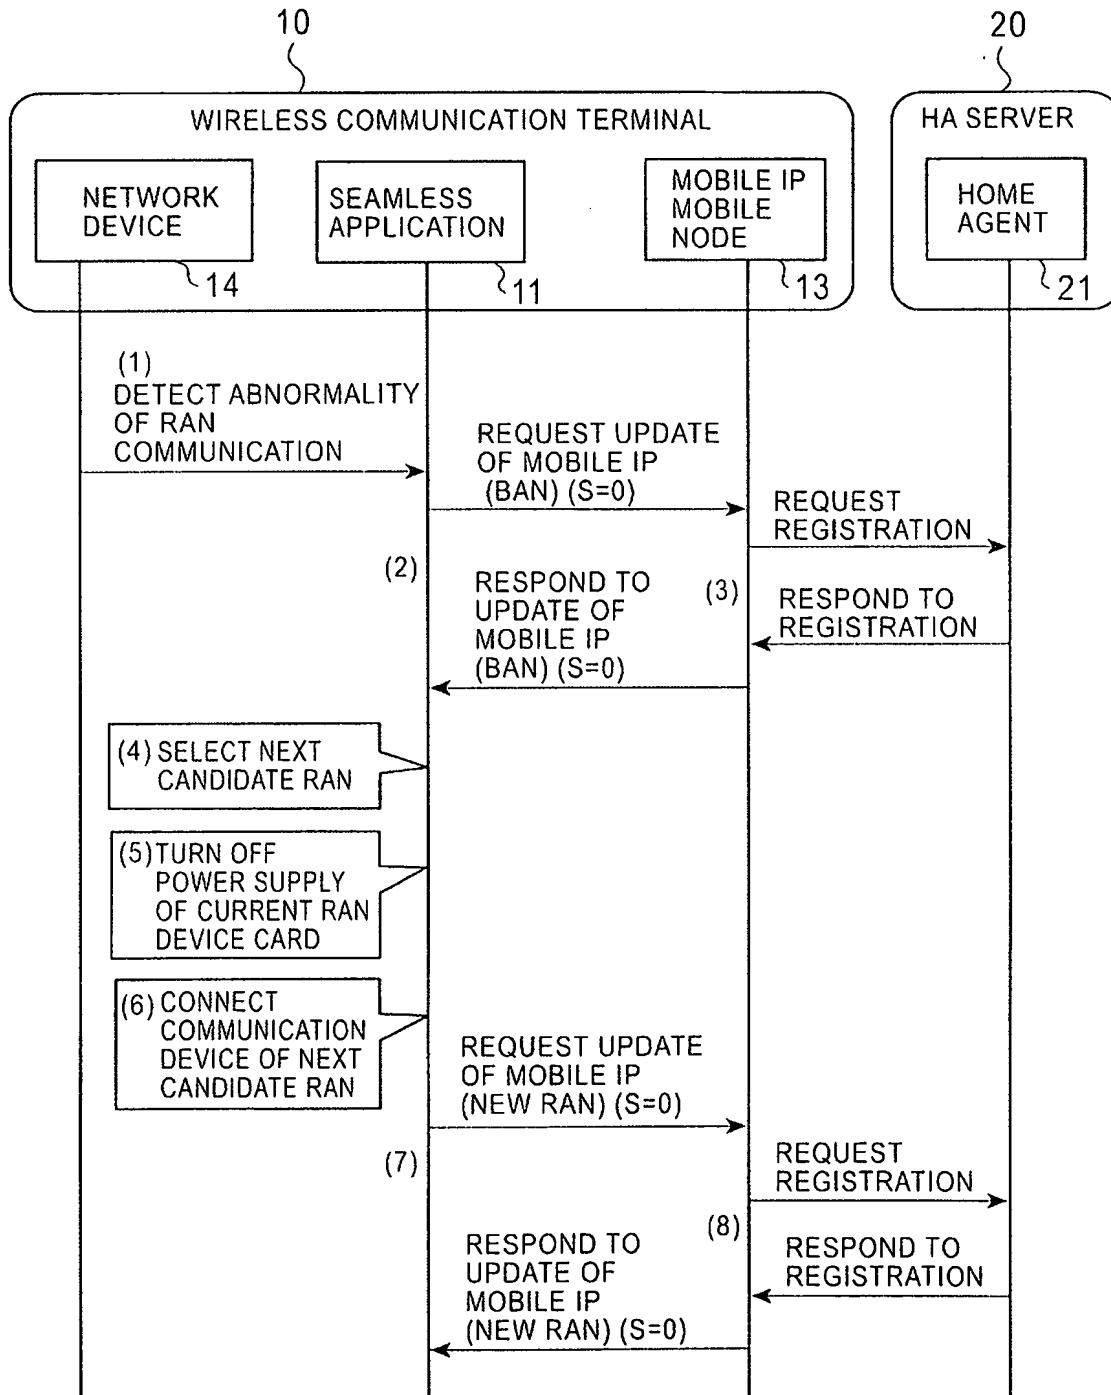 10
20
WIRELESS COMMUNICATION TERMINAL
HA SERVER
NETWORK
DEVICE
14
SEAMLESS
APPLICATION
11
MOBILE IP
MOBILE
NODE
13
HOME
AGENT
21
(1)
DETECT ABNORMALITY
OF RAN
COMMUNICATION
REQUEST UPDATE
OF MOBILE IP
(BAN) (S=0)
REQUEST
REGISTRATION
(2)
RESPOND TO
UPDATE OF
MOBILE IP
(BAN) (S=0)
(3)
RESPOND TO
REGISTRATION
(4) SELECT NEXT
CANDIDATE RAN
(5) TURN OFF
POWER SUPPLY
OF CURRENT RAN
DEVICE CARD
(6) CONNECT
COMMUNICATION
DEVICE OF NEXT
CANDIDATE RAN
REQUEST UPDATE
OF MOBILE IP
(NEW RAN) (S=0)
(7)
REQUEST
REGISTRATION
(8)
RESPOND TO
REGISTRATION
RESPOND TO
UPDATE OF
MOBILE IP
(NEW RAN) (S=0)